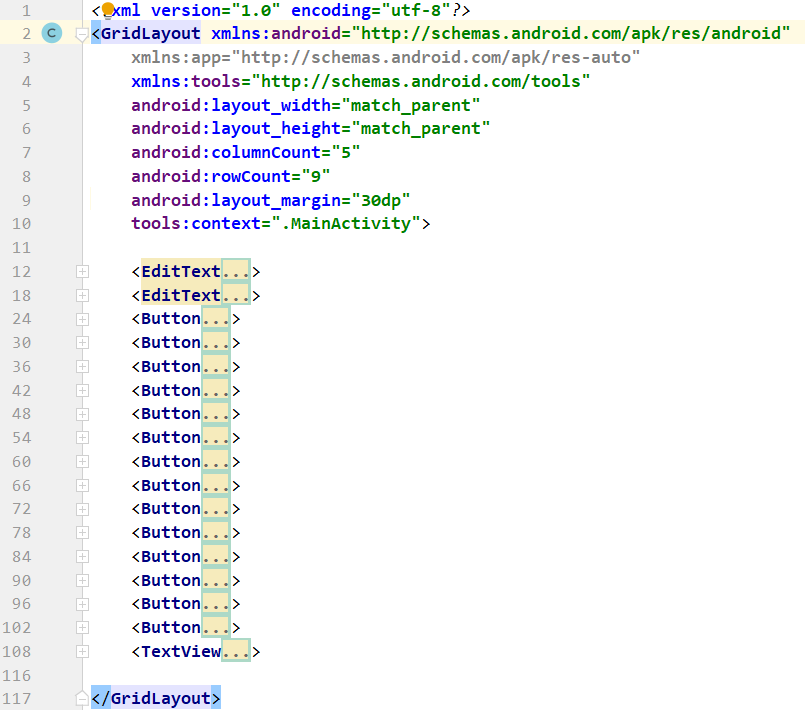 1 <?xml version="1.0" encoding="utf-8"?>
2 C <GridLayout xmlns:android="http://schemas.android.com/apk/res/android"
3 xmlns:app="http://schemas.android.com/apk/res-auto"
4 xmlns:tools="http://schemas.android.com/tools"
5 android:layout_width="match_parent"
6 android:layout_height="match_parent"
7 android:columnCount="5"
8 android:rowCount="9"
9 android:layout_margin="30dp"
10 tools:context=".MainActivity">
11
12 <EditText...>
18 <EditText...>
24 <Button...>
30 <Button...>
36 <Button...>
42 <Button...>
48 <Button...>
54 <Button...>
60 <Button...>
66 <Button...>
72 <Button...>
78 <Button...>
84 <Button...>
90 <Button...>
96 <Button...>
102 <Button...>
108 <TextView...>
116
117 </GridLayout>